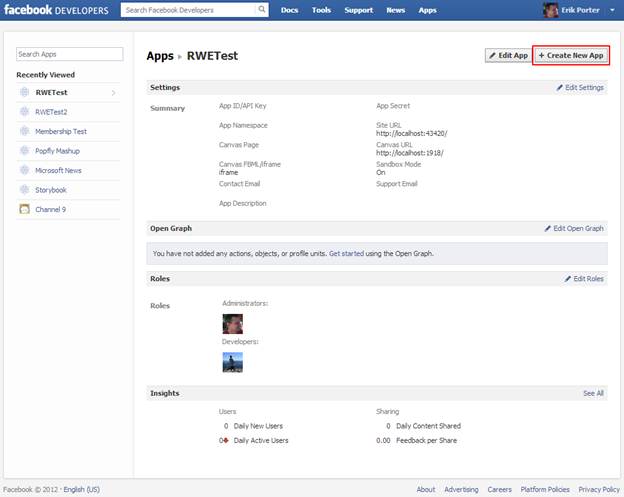 facebook DEVELOPERS
Search Facebook Developers
Docs Tools Support News Apps
Erik Porter
Search Apps
Recently Viewed
RWETest
RWETest2
Membership Test
Popfly Mashup
Microsoft News
Storybook
Channel 9
Apps ▸ RWETest
Edit App
+ Create New App
Settings
Edit Settings
Summary
App ID/API Key
App Secret
App Namespace
Site URL
http://localhost:43420/
Canvas Page
Canvas URL
http://localhost:1918/
Canvas FBML/iframe
iframe
Sandbox Mode
On
Contact Email
Support Email
App Description
Open Graph
Edit Open Graph
You have not added any actions, objects, or profile units. Get started using the Open Graph.
Roles
Edit Roles
Roles
Administrators:
Developers:
Insights
See All
Users
0 Daily New Users
0 Daily Active Users
Sharing
0 Daily Content Shared
0.00 Feedback per Share
Facebook © 2012 · English (US)
About Advertising Careers Platform Policies Privacy Policy